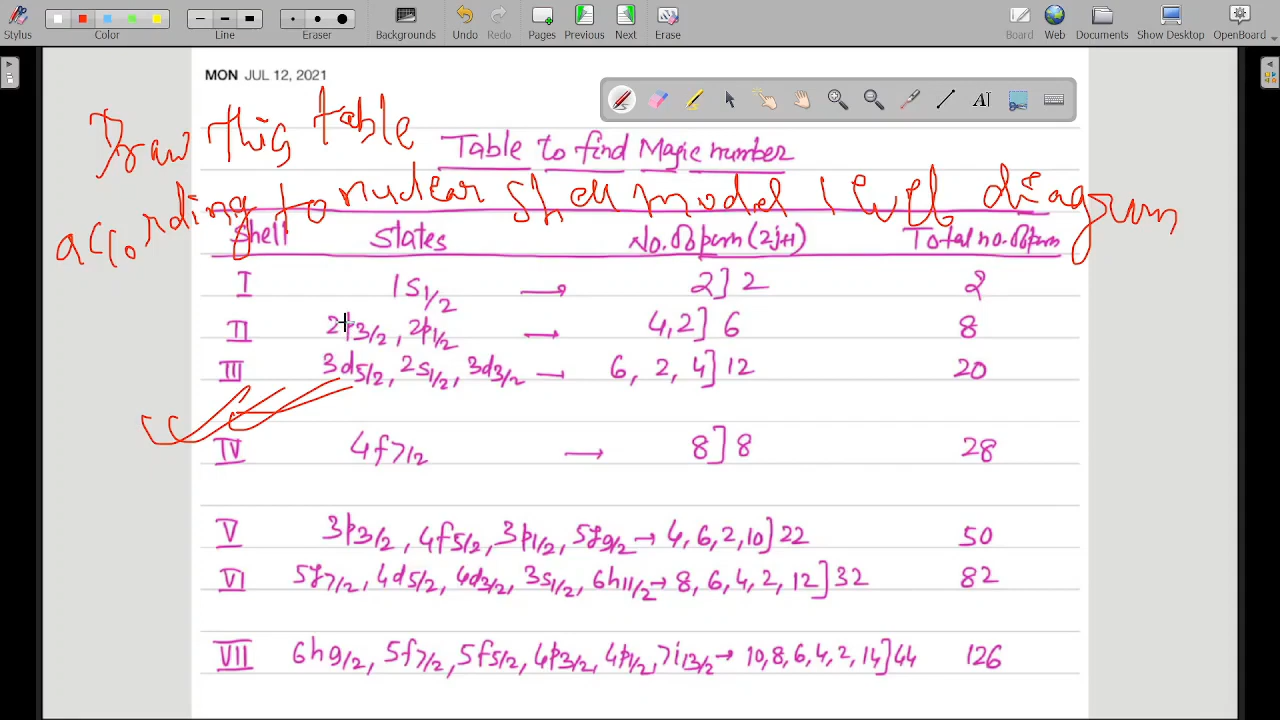 Stylus Color Line Eraser Backgrounds Undo Redo Pages Previous Next Erase Board Web Documents Show Desktop OpenBoard
MON JUL 12, 2021
Draw this table
Table to find Magic number
according to nuclear shell model level diagram
Shell States No. of p or n (2j+1) Total no. of p or n
I 1s1/2 → 2] 2 2
II 2p3/2, 2p1/2 → 4, 2] 6 8
III 3d5/2, 2s1/2, 3d3/2 → 6, 2, 4] 12 20
IV 4f7/2 → 8] 8 28
V 3p3/2, 4f5/2, 3p1/2, 5g9/2 → 4, 6, 2, 10] 22 50
VI 5g7/2, 4d5/2, 4d3/2, 3s1/2, 6h11/2 → 8, 6, 4, 2, 12] 32 82
VII 6h9/2, 5f7/2, 5f5/2, 4p3/2, 4p1/2, 7i13/2 → 10, 8, 6, 4, 2, 14] 44 126